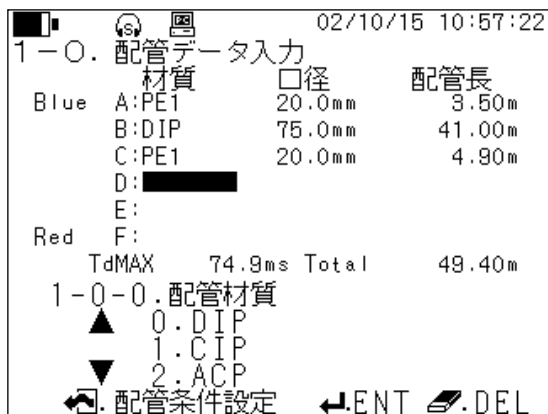 02/10/15 10:57:22
1-0. 配管データ入力
材質 口径 配管長
Blue A:PE1 20.0mm 3.50m
B:DIP 75.0mm 41.00m
C:PE1 20.0mm 4.90m
D:
E:
Red F:
TdMAX 74.9ms Total 49.40m
1-0-0.配管材質
▲ 0.DIP
1.CIP
▼ 2.ACP
.配管条件設定 .ENT .DEL